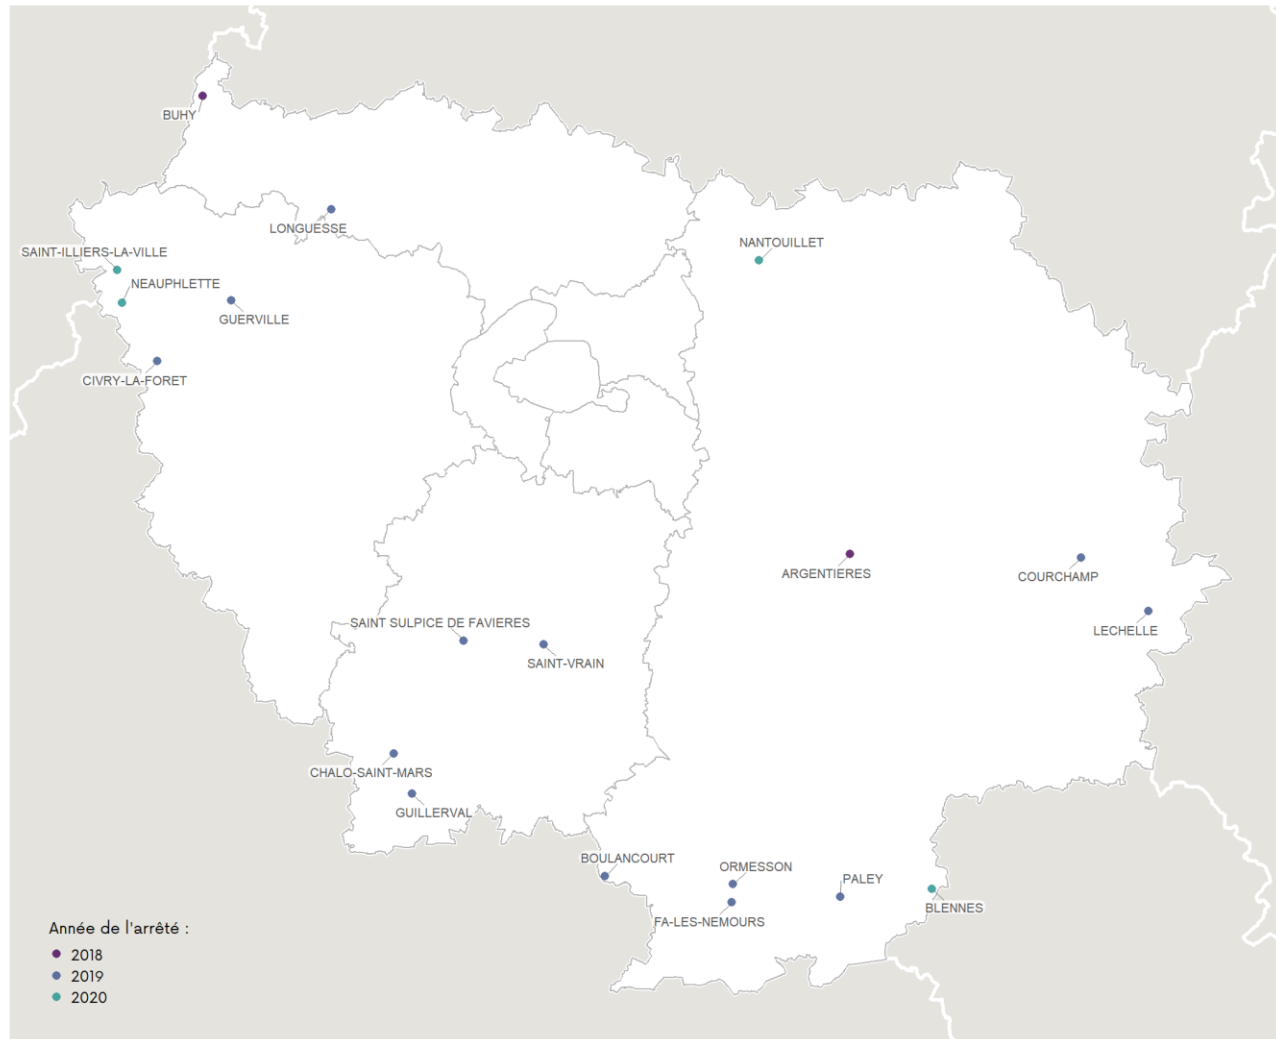 BUHY
LONGUESSE
NANTOUILLET
SAINT-ILLIERS-LA-VILLE
NEAUPHLETTE
GUERVILLE
CIVRY-LA-FORET
ARGENTIERES
COURCHAMP
SAINT SULPICE DE FAVIERES
LECHELLE
SAINT-VRAIN
CHALO-SAINT-MARS
GUILLERVAL
BOULANCOURT
ORMESSON
PALEY
BLENNES
FA-LES-NEMOURS
Année de l'arrêté :
2018
2019
2020